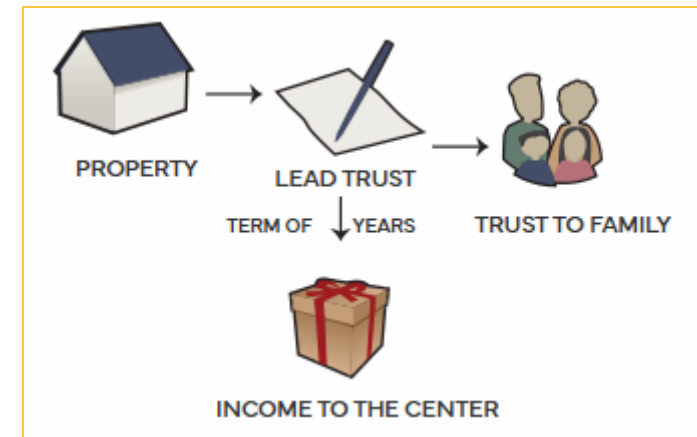 PROPERTY
LEAD TRUST
TERM OF YEARS
TRUST TO FAMILY
INCOME TO THE CENTER